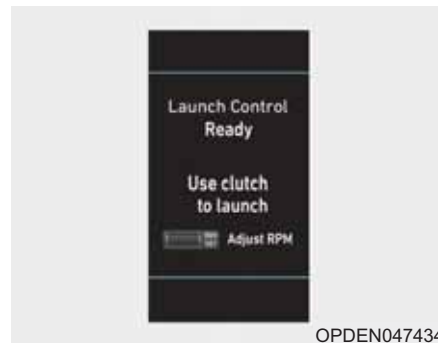 Launch Control
Ready
Use clutch
to launch
Adjust RPM
OPDEN047434